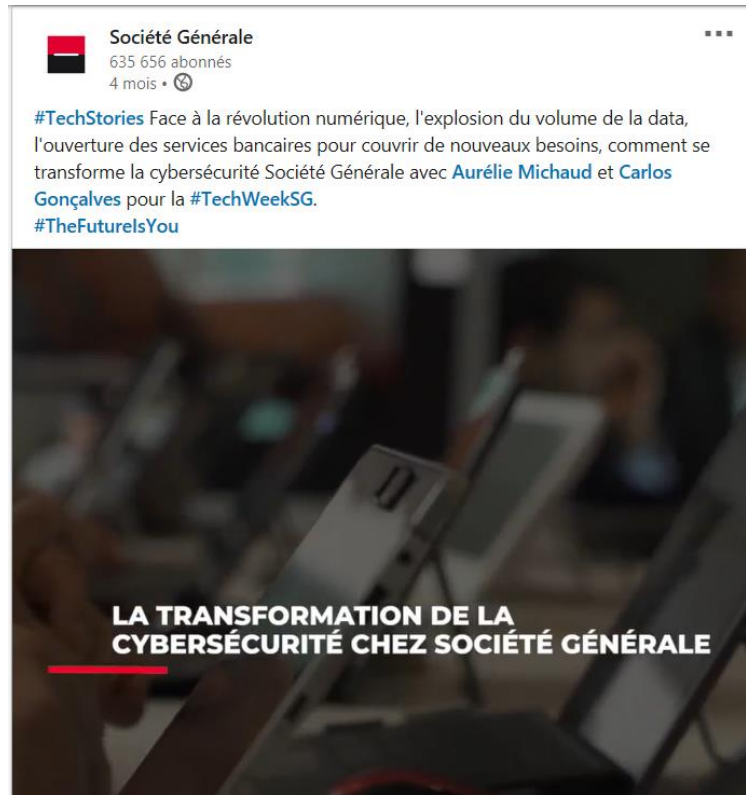 Société Générale
635 656 abonnés
4 mois •
#TechStories Face à la révolution numérique, l'explosion du volume de la data,
l'ouverture des services bancaires pour couvrir de nouveaux besoins, comment se
transforme la cybersécurité Société Générale avec Aurélie Michaud et Carlos
Gonçalves pour la #TechWeekSG.
#TheFutureIsYou
LA TRANSFORMATION DE LA
CYBERSÉCURITÉ CHEZ SOCIÉTÉ GÉNÉRALE